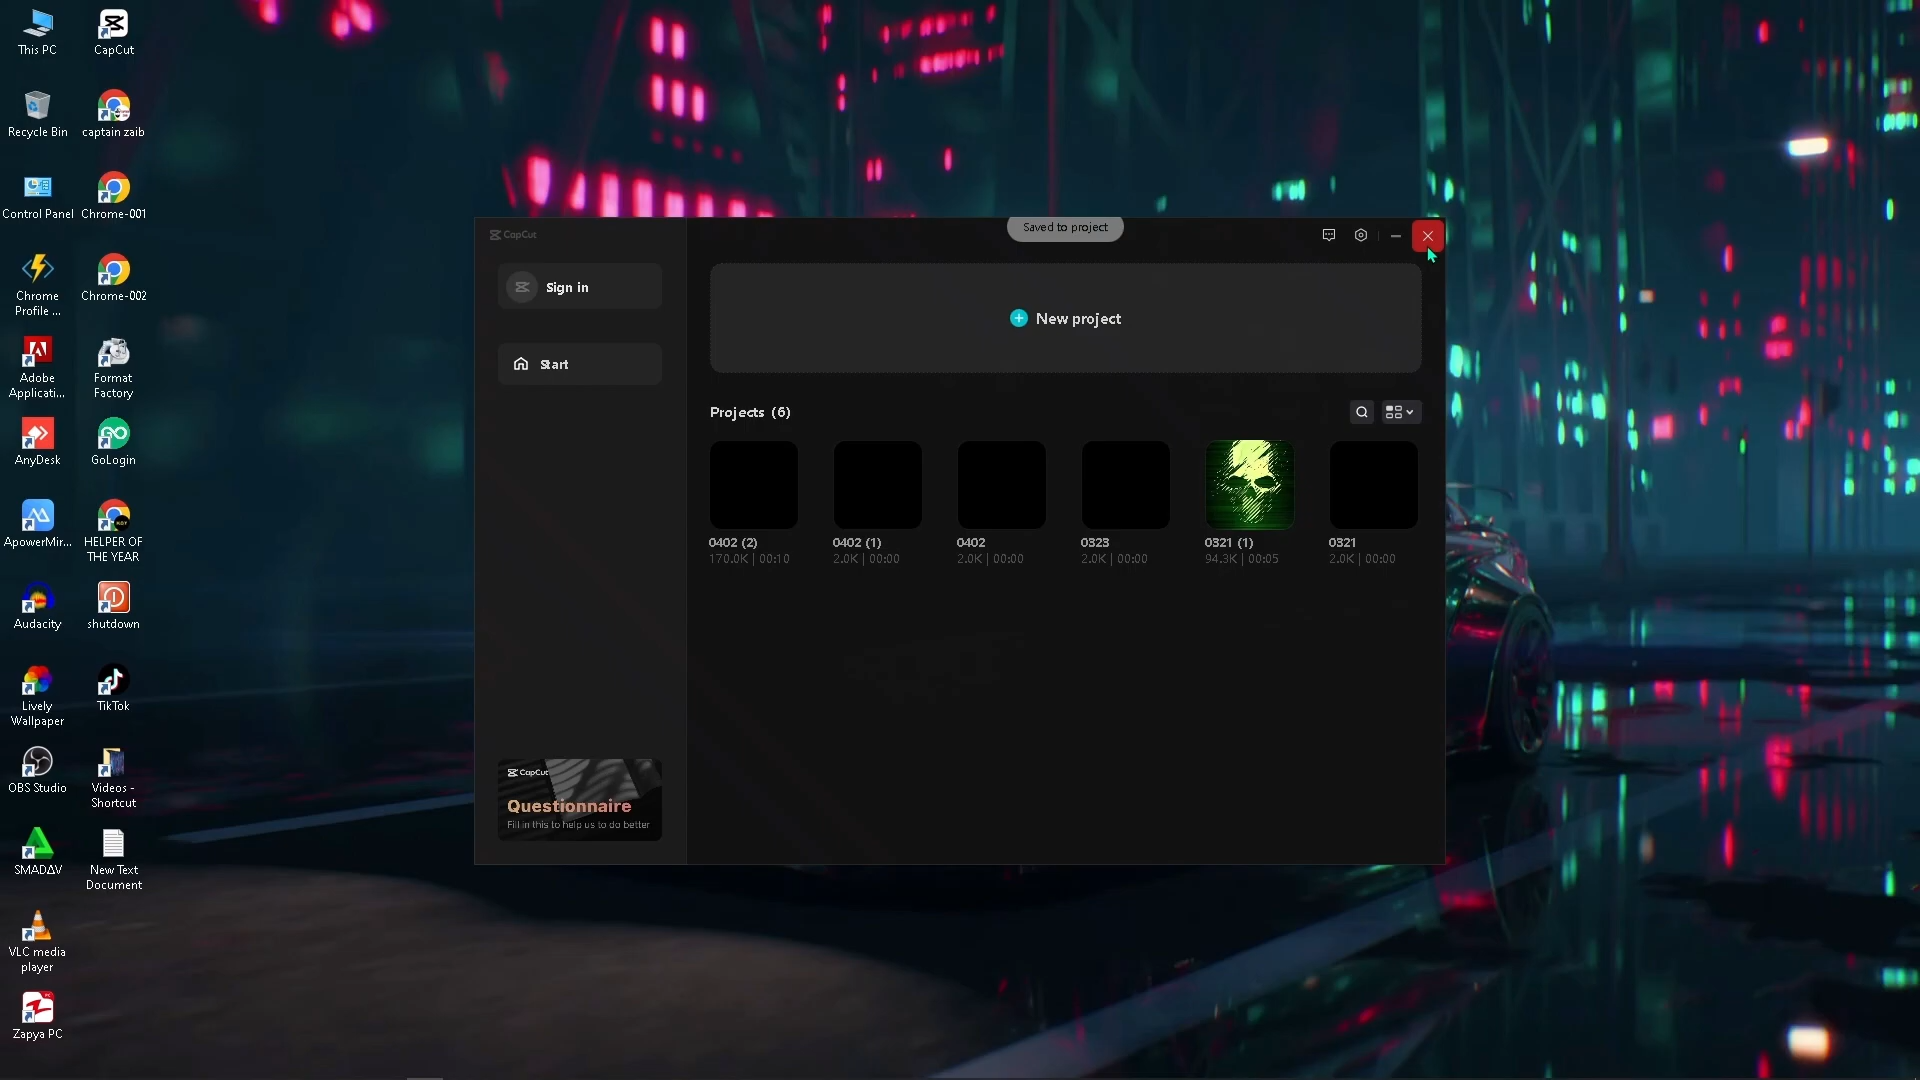 This PC
CapCut
Recycle Bin
captain zaib
Control Panel
Chrome-001
Chrome
Profile ...
Chrome-002
Adobe
Applicati...
Format
Factory
AnyDesk
GoLogin
ApowerMir...
HELPER OF
THE YEAR
Audacity
shutdown
Lively
Wallpaper
TikTok
OBS Studio
Videos -
Shortcut
SMADΔV
New Text
Document
VLC media
player
Zapya PC
CapCut
Saved to project
Sign in
Start
New project
Projects (6)
0402 (2)
170.0K | 00:10
0402 (1)
2.0K | 00:00
0402
2.0K | 00:00
0323
2.0K | 00:00
0321 (1)
94.3K | 00:05
0321
2.0K | 00:00
CapCut
Questionnaire
Fill in this to help us to do better